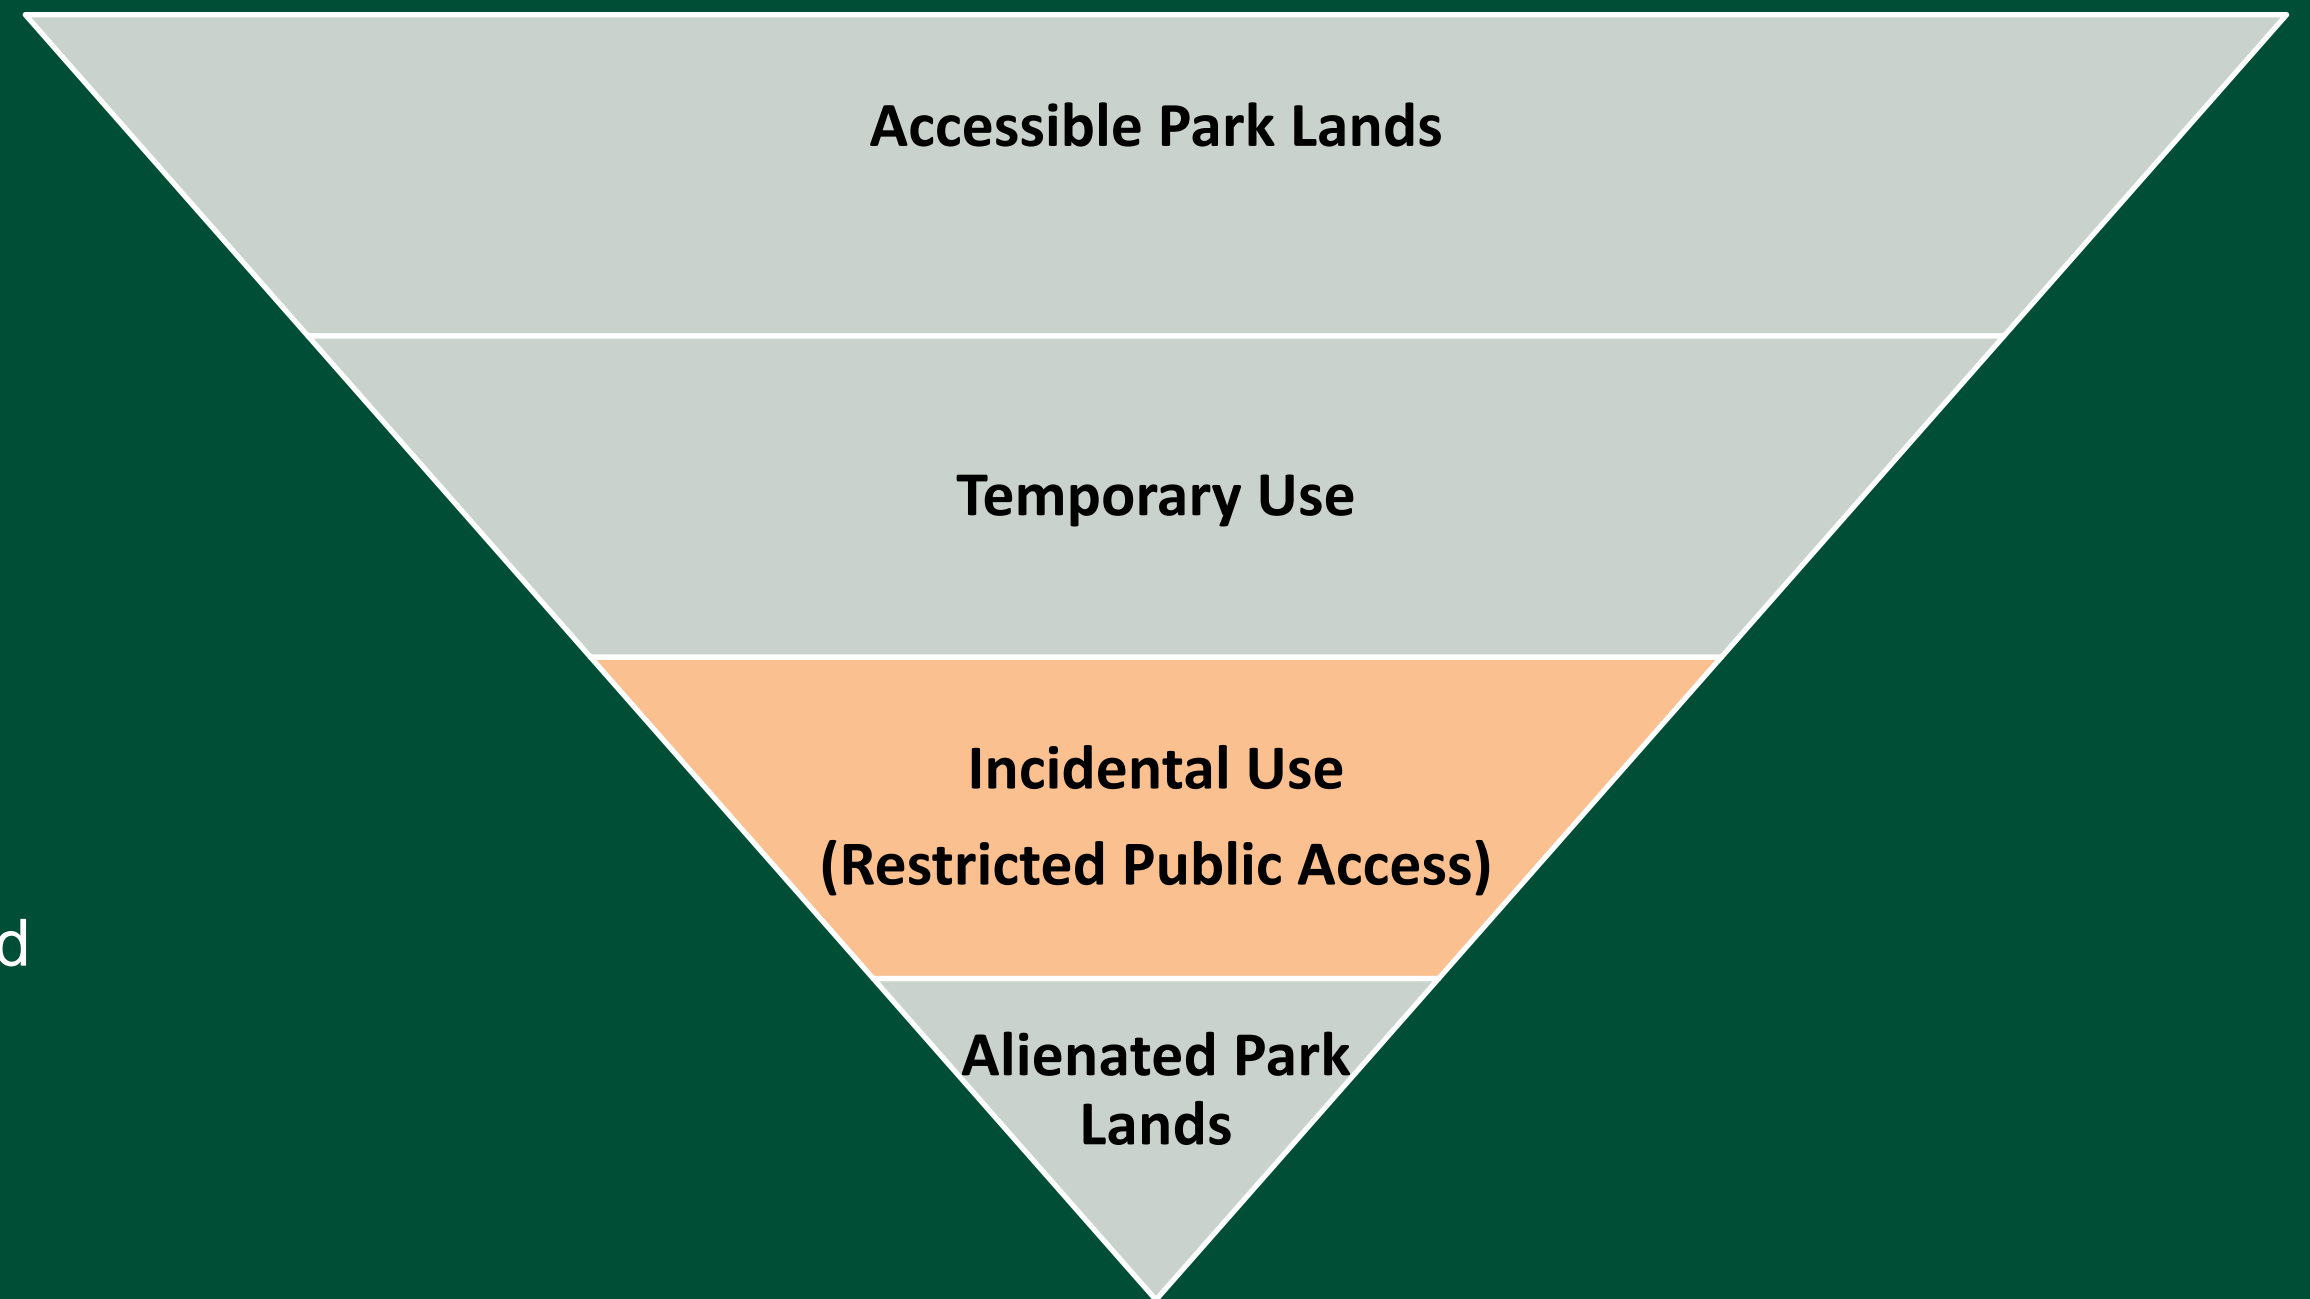 Accessible Park Lands
Temporary Use
Incidental Use
(Restricted Public Access)
d
Alienated Park
Lands